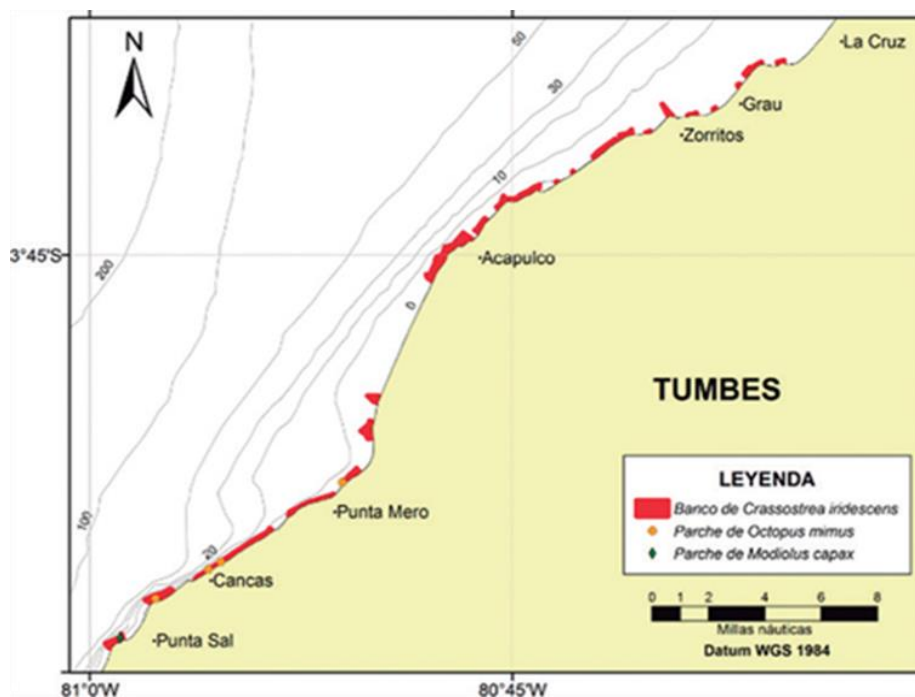 N
50
La Cruz
30
Grau
Zorritos
10
3°45'S
Acapulco
200
0
TUMBES
LEYENDA
Banco de Crassostrea iridescens
Parche de Octopus mimus
Parche de Modiolus capax
Punta Mero
100
20
Cancas
0 1 2 4 6 8
Millas náuticas
Datum WGS 1984
Punta Sal
81°0'W
80°45'W